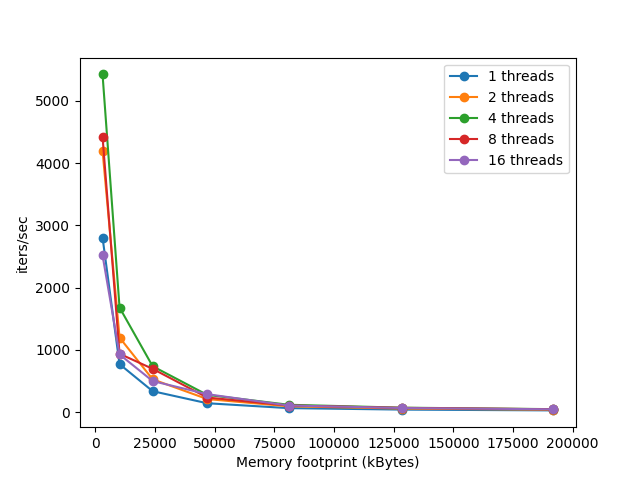 1 threads
2 threads
4 threads
8 threads
16 threads
5000
4000
3000
2000
1000
0
iters/sec
0 25000 50000 75000 100000 125000 150000 175000 200000
Memory footprint (kBytes)